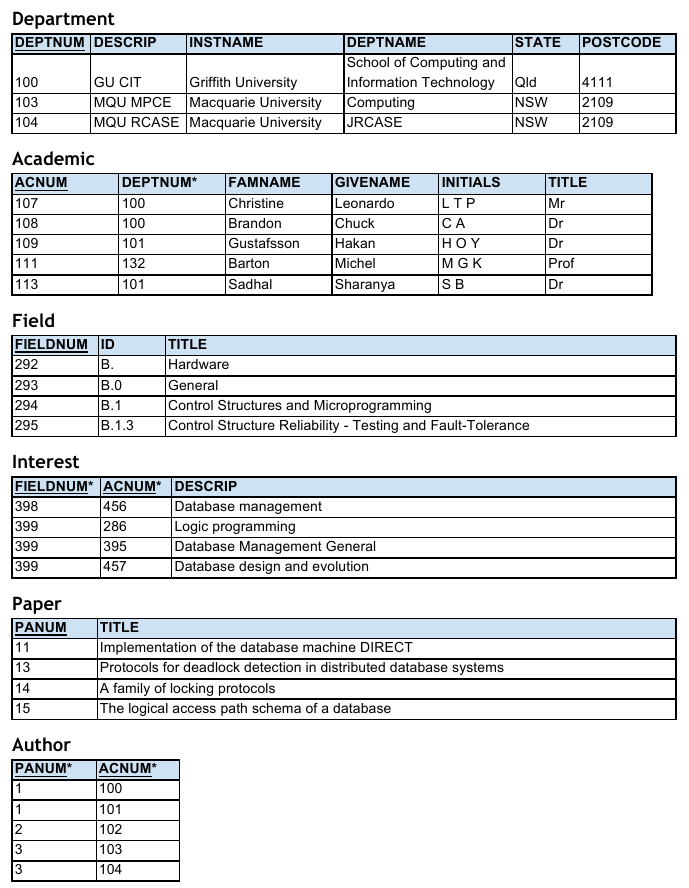 Department
DEPTNUM DESCRIP INSTNAME DEPTNAME STATE POSTCODE
100 GU CIT Griffith University School of Computing and Information Technology Qld 4111
103 MQU MPCE Macquarie University Computing NSW 2109
104 MQU RCASE Macquarie University JRCASE NSW 2109
Academic
ACNUM DEPTNUM* FAMNAME GIVENAME INITIALS TITLE
107 100 Christine Leonardo L T P Mr
108 100 Brandon Chuck C A Dr
109 101 Gustafsson Hakan H O Y Dr
111 132 Barton Michel M G K Prof
113 101 Sadhal Sharanya S B Dr
Field
FIELDNUM ID TITLE
292 B. Hardware
293 B.0 General
294 B.1 Control Structures and Microprogramming
295 B.1.3 Control Structure Reliability - Testing and Fault-Tolerance
Interest
FIELDNUM* ACNUM* DESCRIP
398 456 Database management
399 286 Logic programming
399 395 Database Management General
399 457 Database design and evolution
Paper
PANUM TITLE
11 Implementation of the database machine DIRECT
13 Protocols for deadlock detection in distributed database systems
14 A family of locking protocols
15 The logical access path schema of a database
Author
PANUM* ACNUM*
1 100
1 101
2 102
3 103
3 104